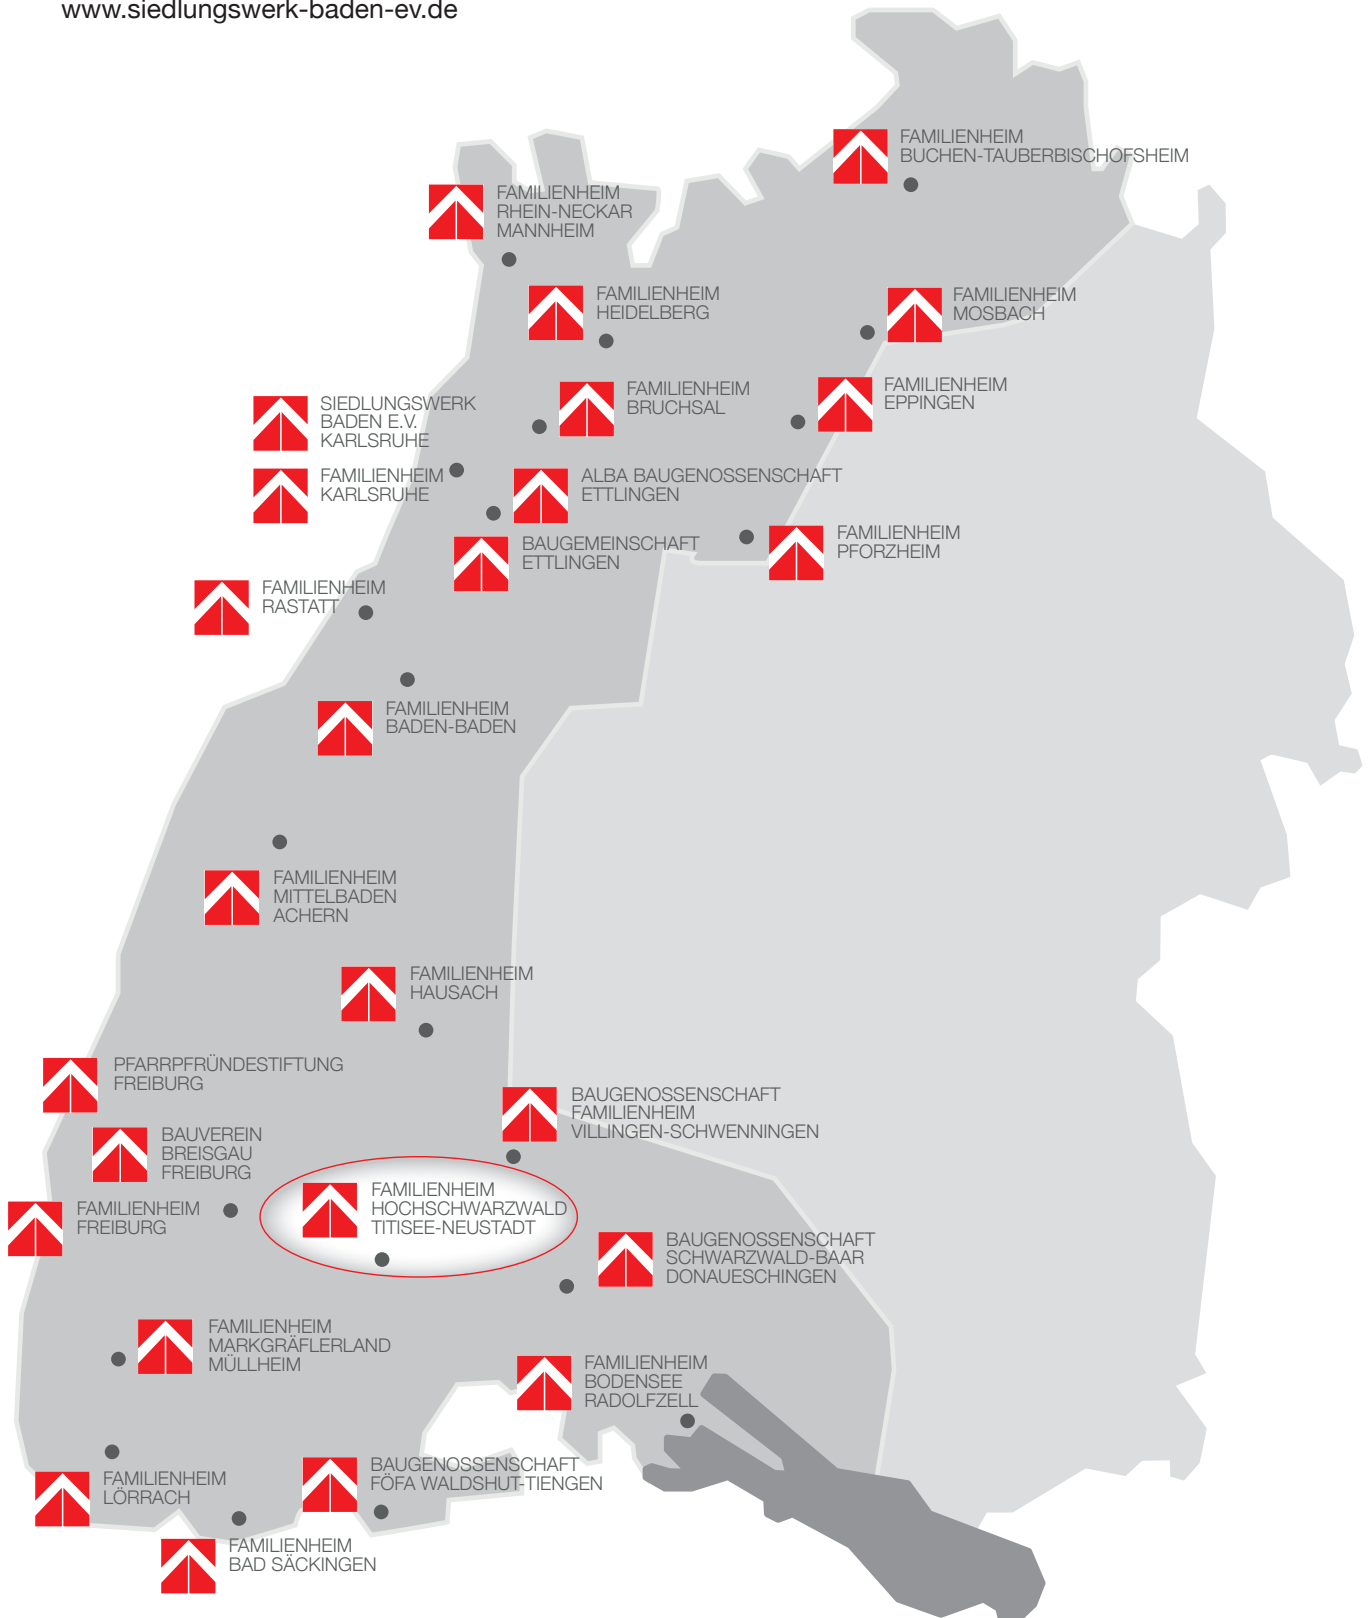 www.siedlungswerk-baden-ev.de
FAMILIENHEIM
BUCHEN-TAUBERBISCHOFSHEIM
FAMILIENHEIM
RHEIN-NECKAR
MANNHEIM
FAMILIENHEIM
HEIDELBERG
FAMILIENHEIM
MOSBACH
FAMILIENHEIM
BRUCHSAL
FAMILIENHEIM
EPPINGEN
SIEDLUNGSWERK
BADEN E.V.
KARLSRUHE
FAMILIENHEIM
KARLSRUHE
ALBA BAUGENOSSENSCHAFT
ETTLINGEN
BAUGEMEINSCHAFT
ETTLINGEN
FAMILIENHEIM
PFORZHEIM
FAMILIENHEIM
RASTATT
FAMILIENHEIM
BADEN-BADEN
FAMILIENHEIM
MITTELBADEN
ACHERN
FAMILIENHEIM
HAUSACH
PFARRPFRÜNDESTIFTUNG
FREIBURG
BAUGENOSSENSCHAFT
FAMILIENHEIM
VILLINGEN-SCHWENNINGEN
BAUVEREIN
BREISGAU
FREIBURG
FAMILIENHEIM
HOCHSCHWARZWALD
TITISEE-NEUSTADT
FAMILIENHEIM
FREIBURG
BAUGENOSSENSCHAFT
SCHWARZWALD-BAAR
DONAUESCHINGEN
FAMILIENHEIM
MARKGRÄFLERLAND
MÜLLHEIM
FAMILIENHEIM
BODENSEE
RADOLFZELL
BAUGENOSSENSCHAFT
FÖFA WALDSHUT-TIENGEN
FAMILIENHEIM
LÖRRACH
FAMILIENHEIM
BAD SÄCKINGEN